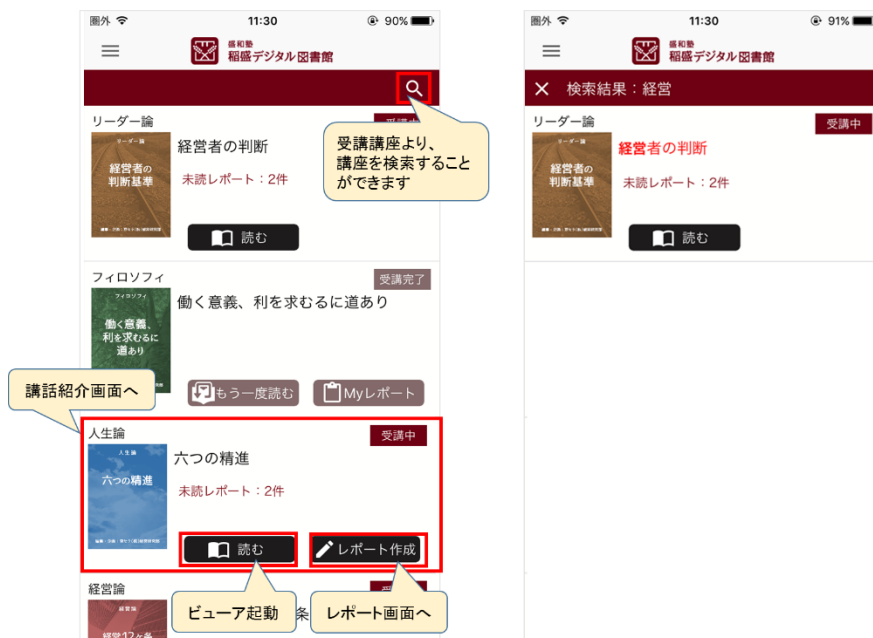 圏外 11:30 90%
盛和塾
稲盛デジタル図書館
リーダー論
リーダー論
経営者の
判断基準
経営者の判断
未読レポート:2件
読む
受講講座より、
講座を検索すること
ができます
フィロソフィ
受講完了
フィロソフィ
働く意義、
利を求むるに
道あり
働く意義、利を求むるに道あり
もう一度読む
Myレポート
講話紹介画面へ
人生論
受講中
人生論
六つの精進
六つの精進
未読レポート:2件
読む
レポート作成
経営論
経営論
経営12ヶ条
条
ビューア起動
レポート画面へ
圏外 11:30 91%
盛和塾
稲盛デジタル図書館
× 検索結果:経営
リーダー論
受講中
リーダー論
経営者の
判断基準
経営者の判断
未読レポート:2件
読む